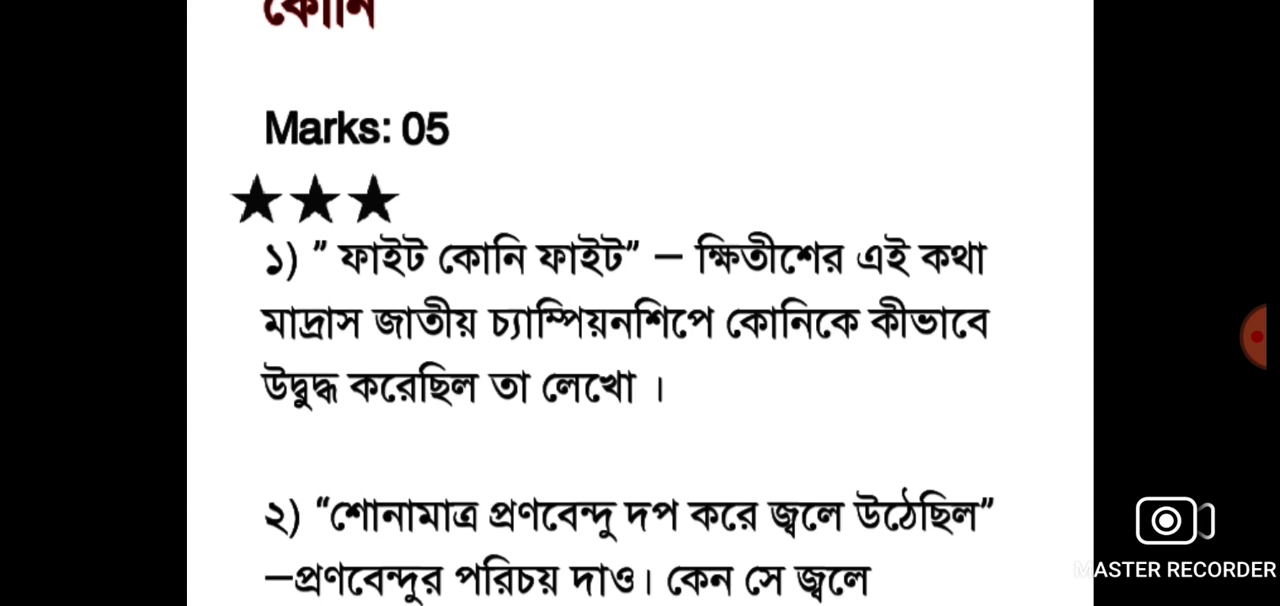 কোনি
Marks: 05
★★★
১) ” ফাইট কোনি ফাইট” – ক্ষিতীশের এই কথা
মাদ্রাস জাতীয় চ্যাম্পিয়নশিপে কোনিকে কীভাবে
উদ্বুদ্ধ করেছিল তা লেখো ।
২) “শোনামাত্র প্রণবেন্দু দপ করে জ্বলে উঠেছিল”
–প্রণবেন্দুর পরিচয় দাও। কেন সে জ্বলে
MASTER RECORDER